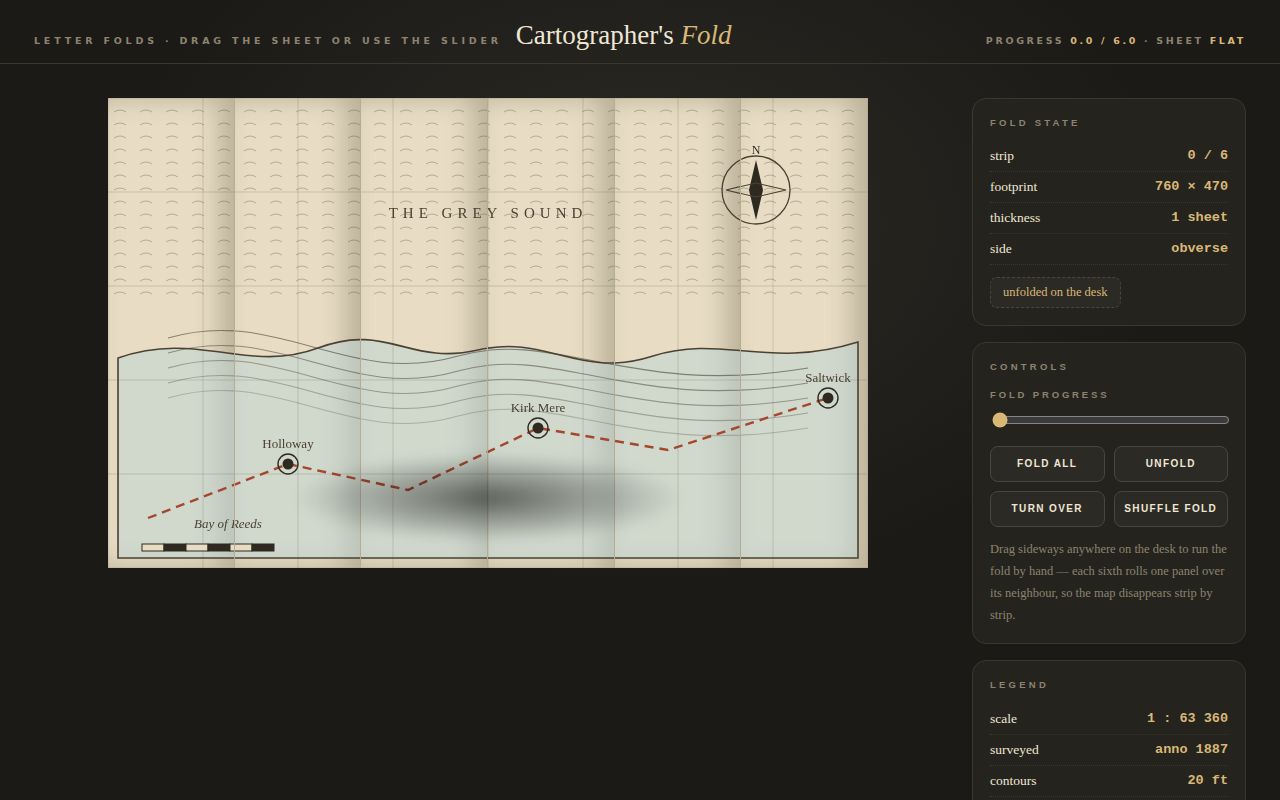 LETTER FOLDS · DRAG THE SHEET OR USE THE SLIDER
Cartographer's Fold
PROGRESS 0.0 / 6.0 · SHEET FLAT
N
THE GREY SOUND
Saltwick
Kirk Mere
Holloway
Bay of Reeds
FOLD STATE
strip 0 / 6
footprint 760 × 470
thickness 1 sheet
side obverse
unfolded on the desk
CONTROLS
FOLD PROGRESS
FOLD ALL
UNFOLD
TURN OVER
SHUFFLE FOLD
Drag sideways anywhere on the desk to run the
fold by hand — each sixth rolls one panel over
its neighbour, so the map disappears strip by
strip.
LEGEND
scale 1 : 63 360
surveyed anno 1887
contours 20 ft